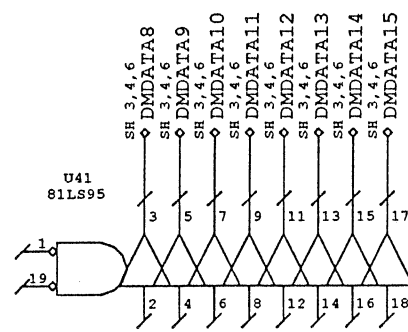 SH 3,4,6
DMDATA8
SH 3,4,6
DMDATA9
SH 3,4,6
DMDATA10
SH 3,4,6
DMDATA11
SH 3,4,6
DMDATA12
SH 3,4,6
DMDATA13
SH 3,4,6
DMDATA14
SH 3,4,6
DMDATA15
U41
81LS95
3 5 7 9 11 13 15 17
1
19
2 4 6 8 12 14 16 18